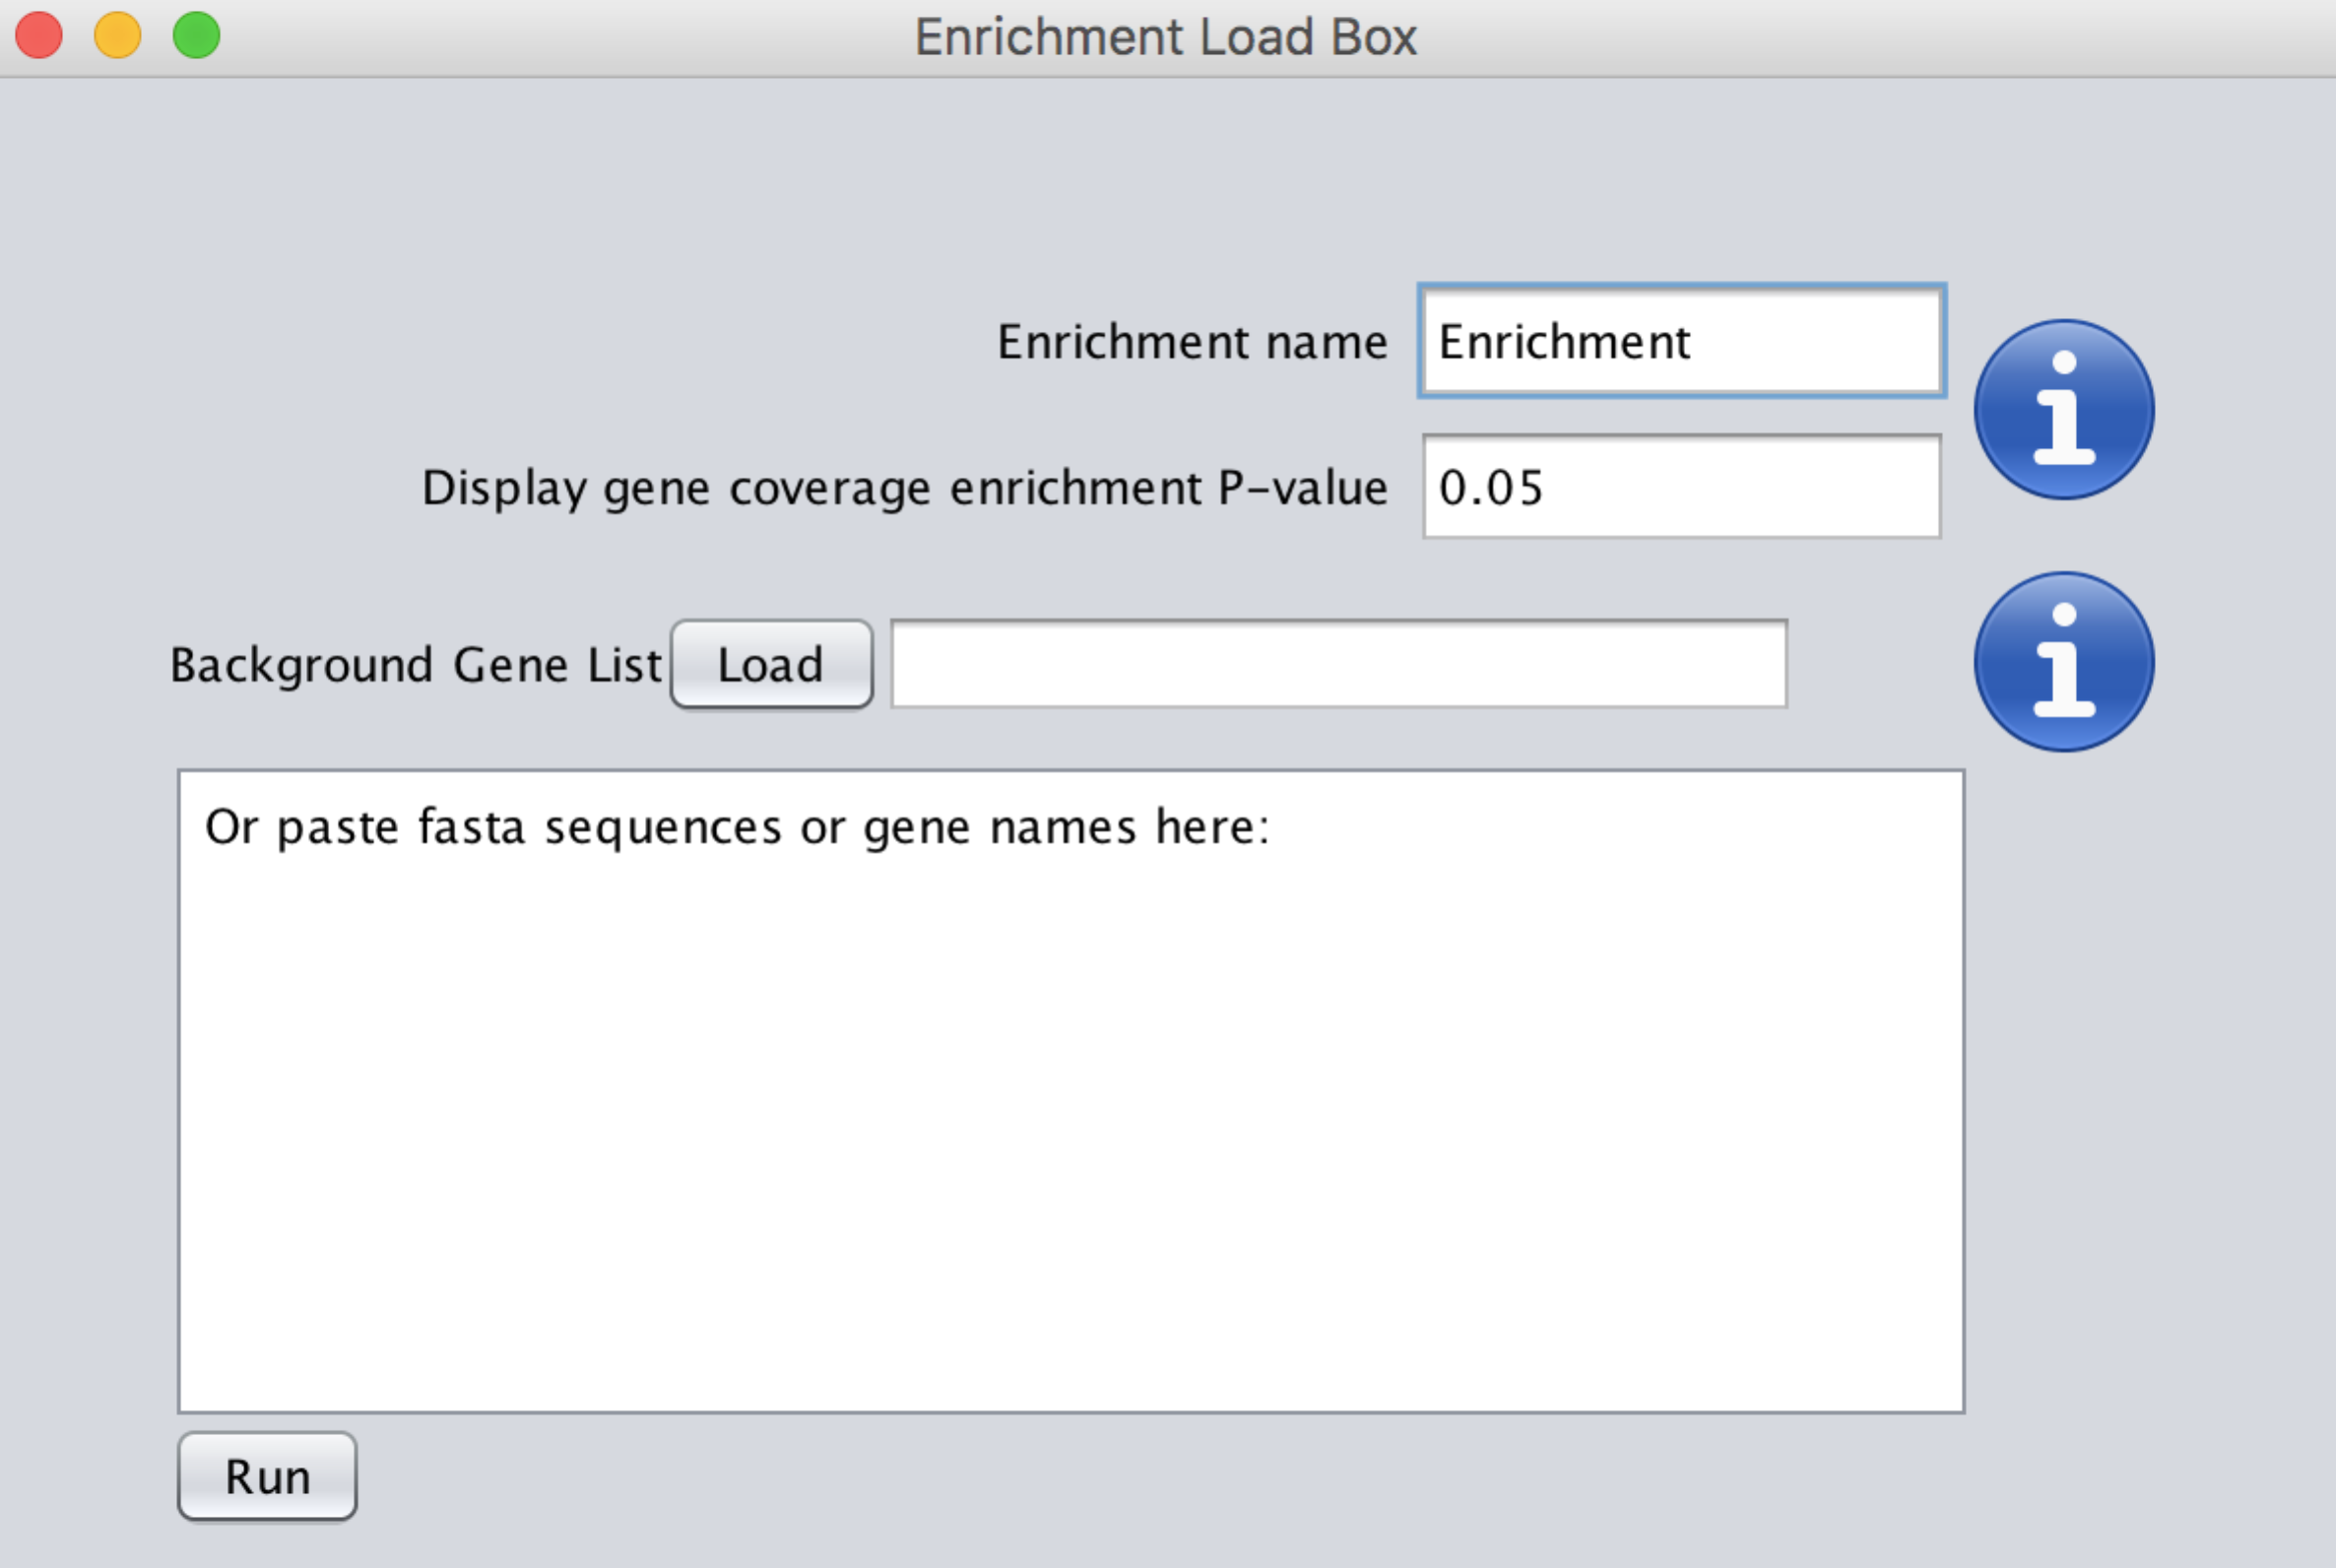 Enrichment Load Box
Enrichment name Enrichment
Display gene coverage enrichment P-value 0.05
Background Gene List Load
Or paste fasta sequences or gene names here:
Run